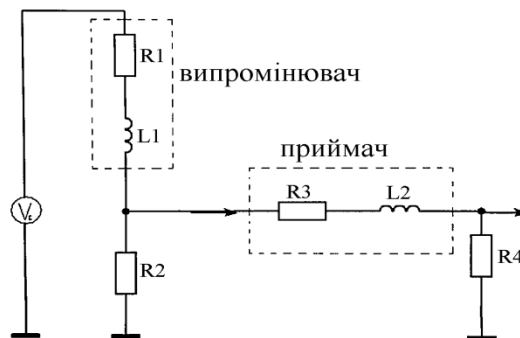 R1
випромінювач
L1
приймач
R3
L2
R2
R4